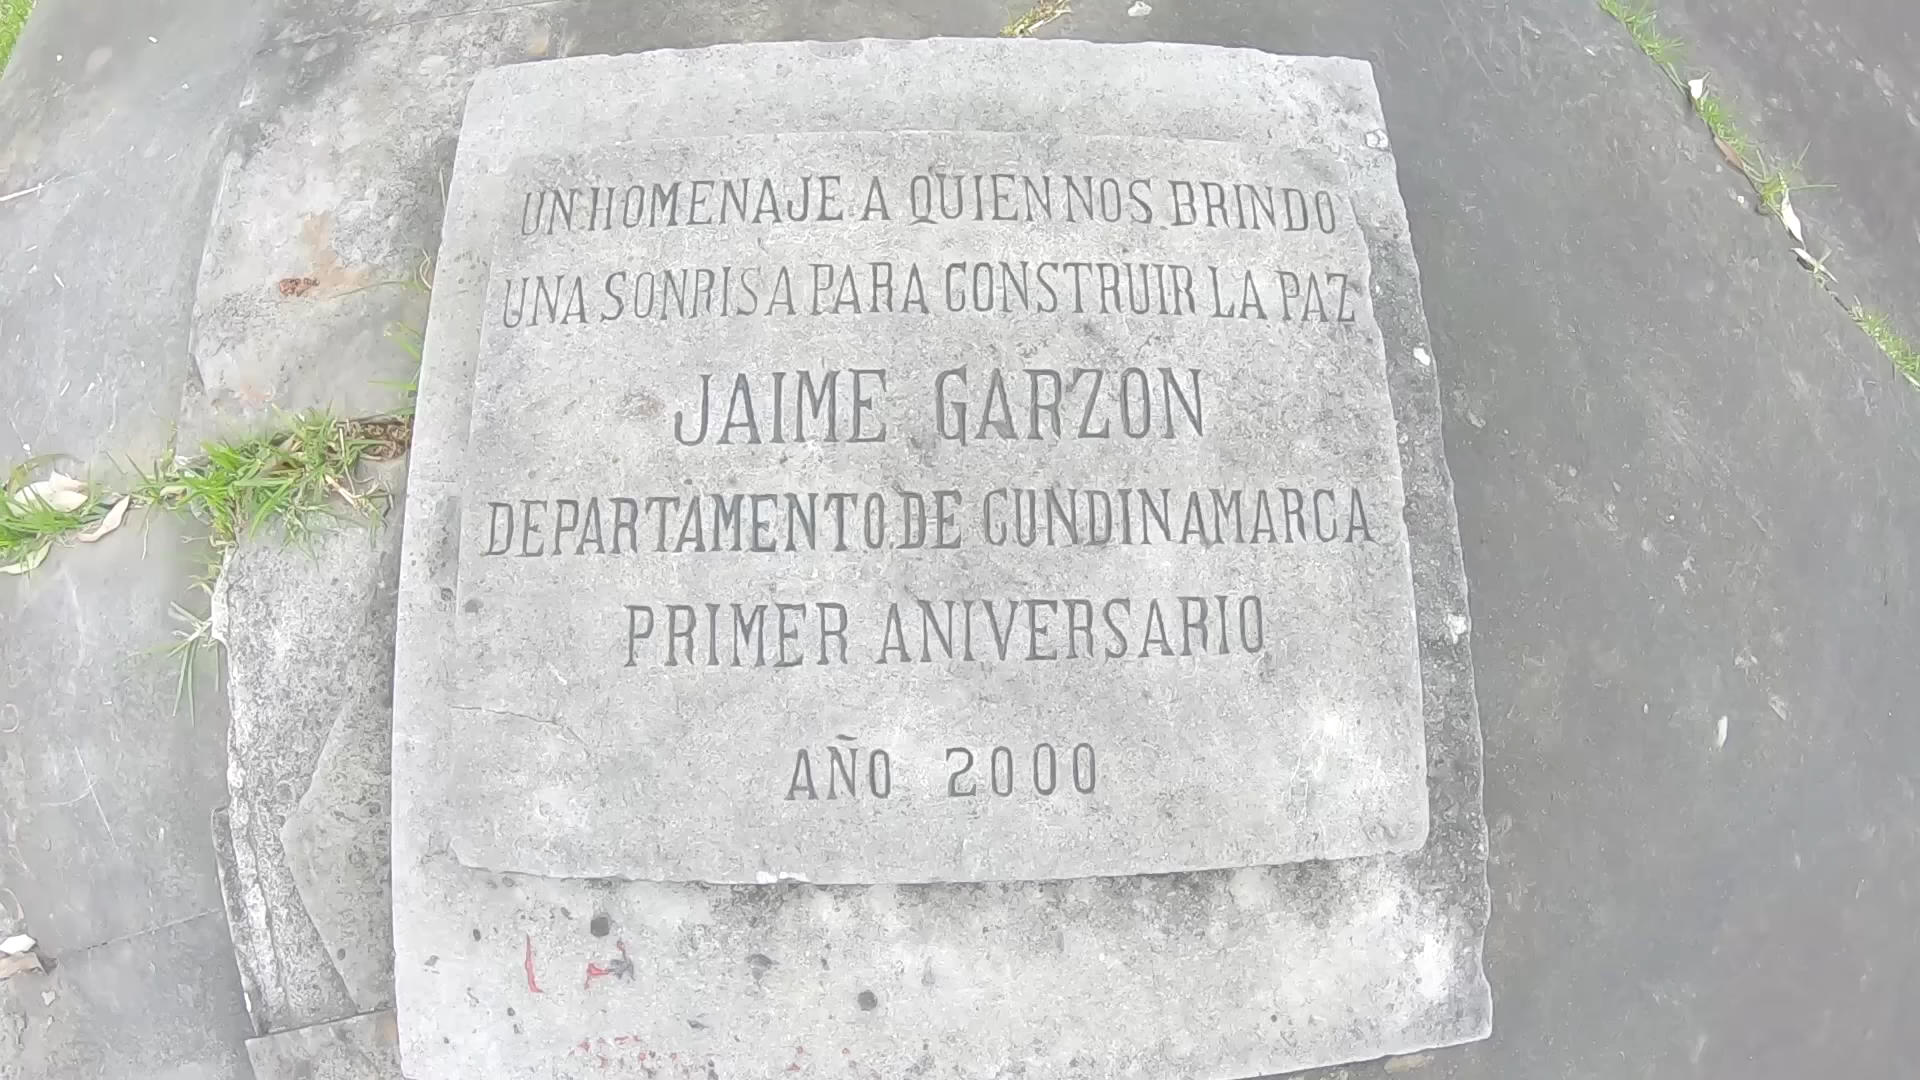 UN HOMENAJE A QUIEN NOS BRINDO
UNA SONRISA PARA CONSTRUIR LA PAZ
JAIME GARZON
DEPARTAMENTO DE CUNDINAMARCA
PRIMER ANIVERSARIO
AÑO 2000